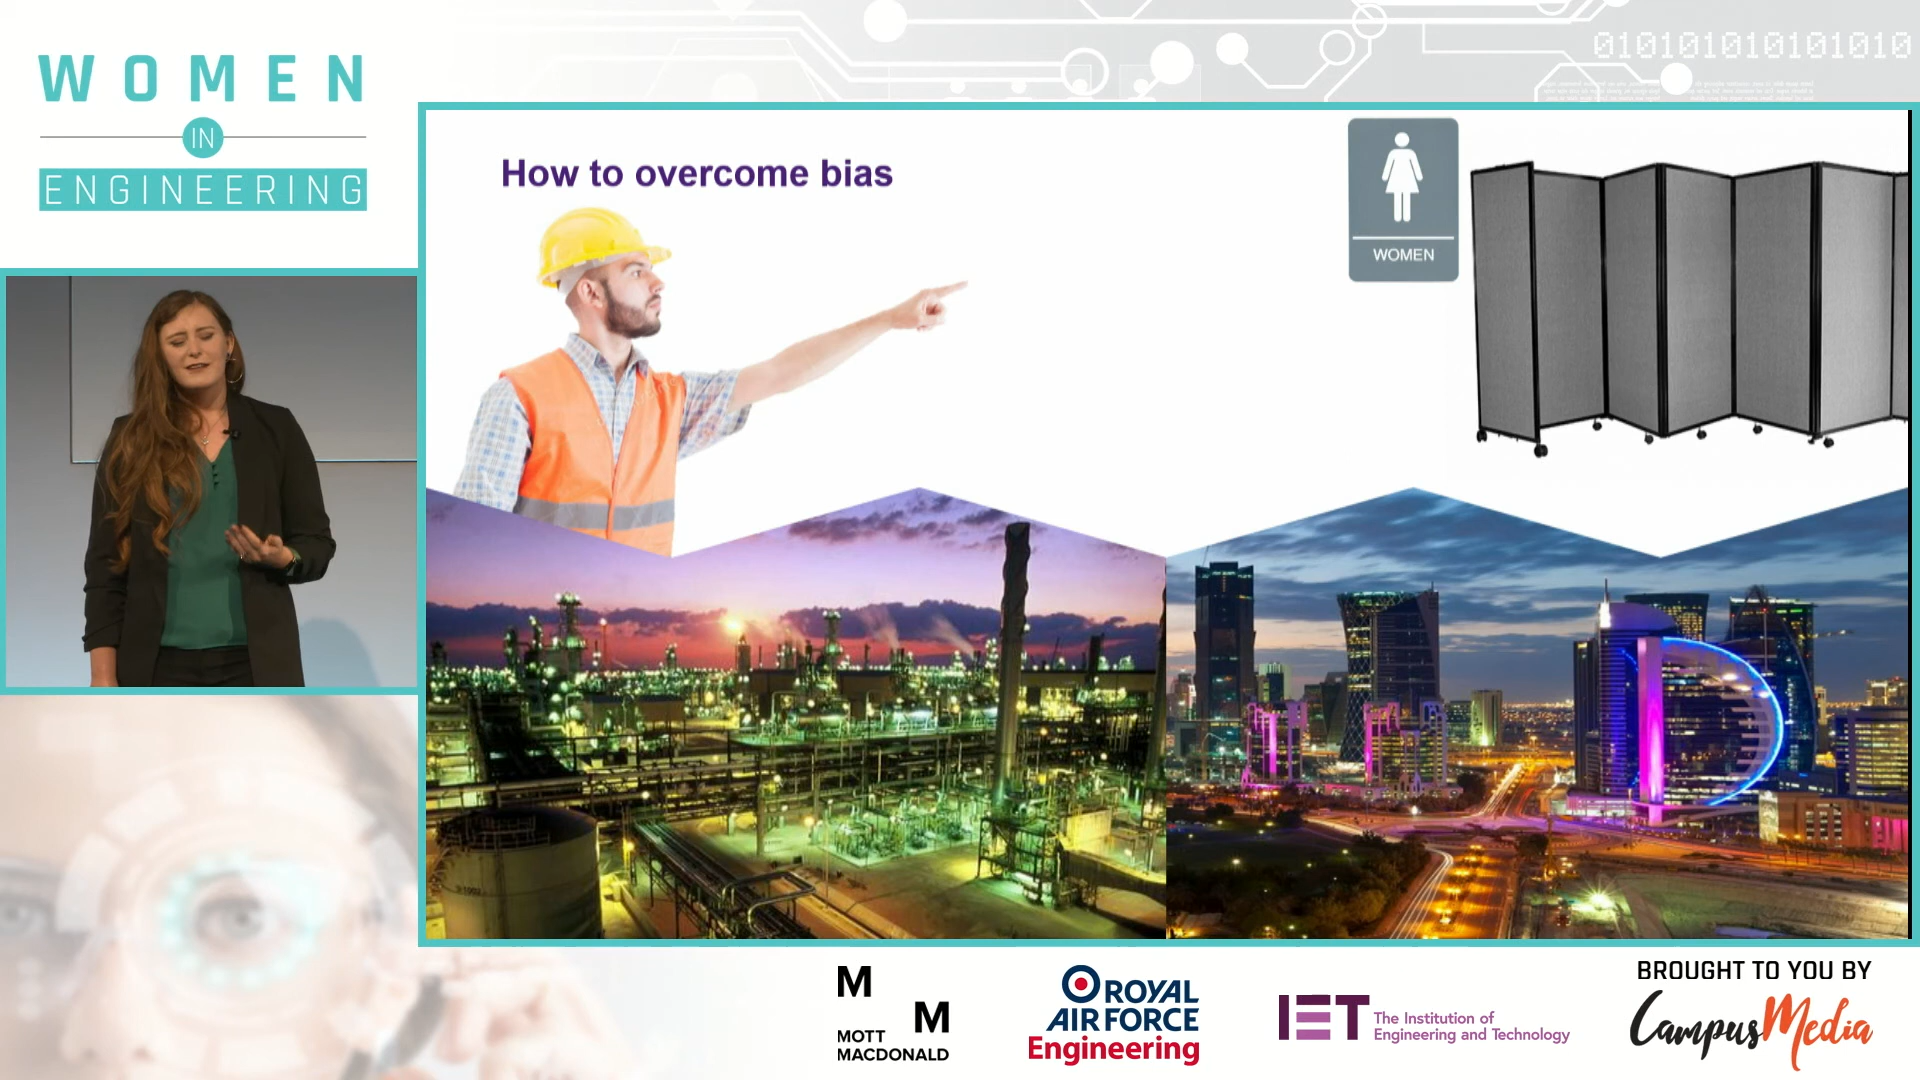 WOMEN
IN
ENGINEERING
010101010101010
How to overcome bias
WOMEN
M
M
MOTT
MACDONALD
ROYAL
AIR FORCE
Engineering
IET
The Institution of
Engineering and Technology
BROUGHT TO YOU BY
CampusMedia